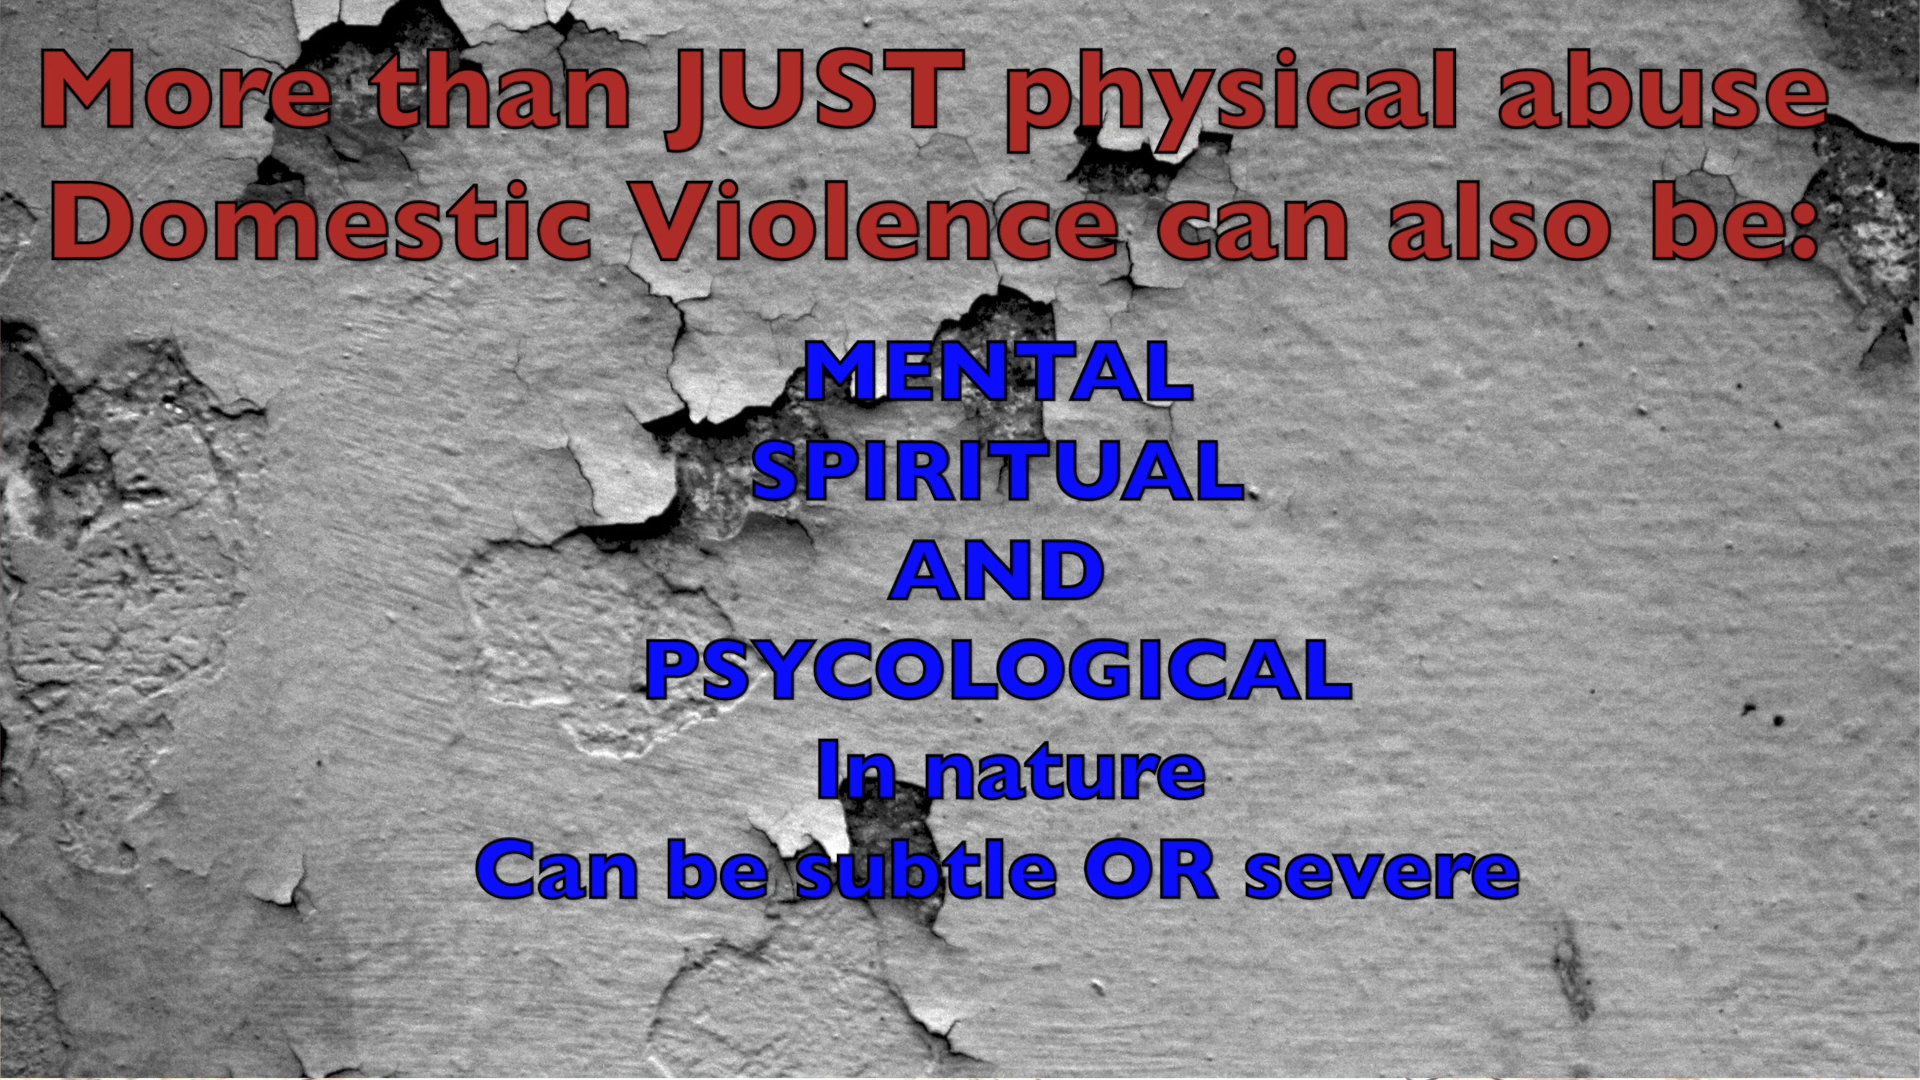 More than JUST physical abuse
Domestic Violence can also be:
MENTAL
SPIRITUAL
AND
PSYCOLOGICAL
In nature
Can be subtle OR severe